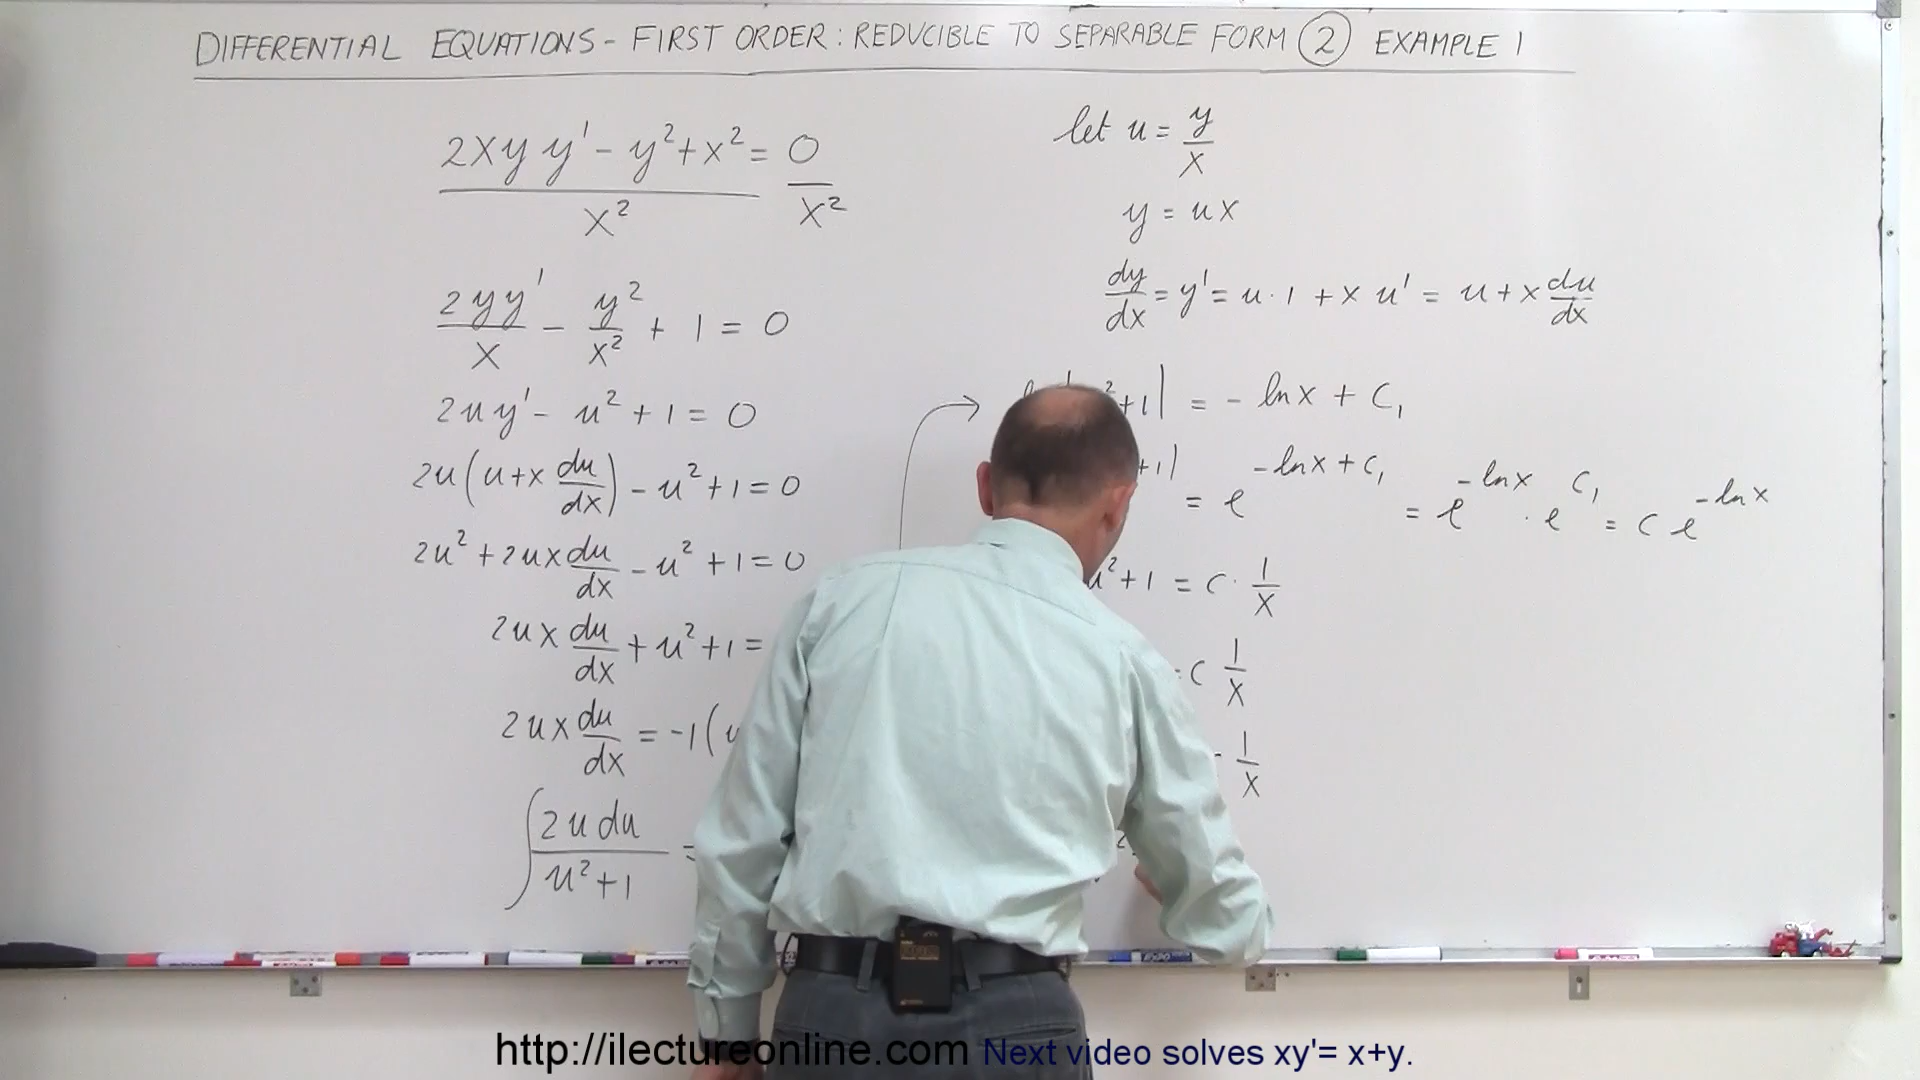 DIFFERENTIAL EQUATIONS - FIRST ORDER: REDUCIBLE TO SEPARABLE FORM ② EXAMPLE 1
2xy y' - y² + x² = 0
x² x²
2yy' / x - y² / x² + 1 = 0
2uy' - u² + 1 = 0
2u(u + x du/dx) - u² + 1 = 0
2u² + 2ux du/dx - u² + 1 = 0
2ux du/dx + u² + 1 =
2ux du/dx = -1(
∫ 2u du / u² + 1 =
let u = y/x
y = ux
dy/dx = y' = u·1 + x u' = u + x du/dx
² + 1| = - ln x + C₁
+1| = e^(-ln x + C₁) = e^(-ln x) · e^(C₁) = C e^(-ln x)
u² + 1 = C · 1/x
= C 1/x
1/x
http://ilectureonline.com Next video solves xy'= x+y.